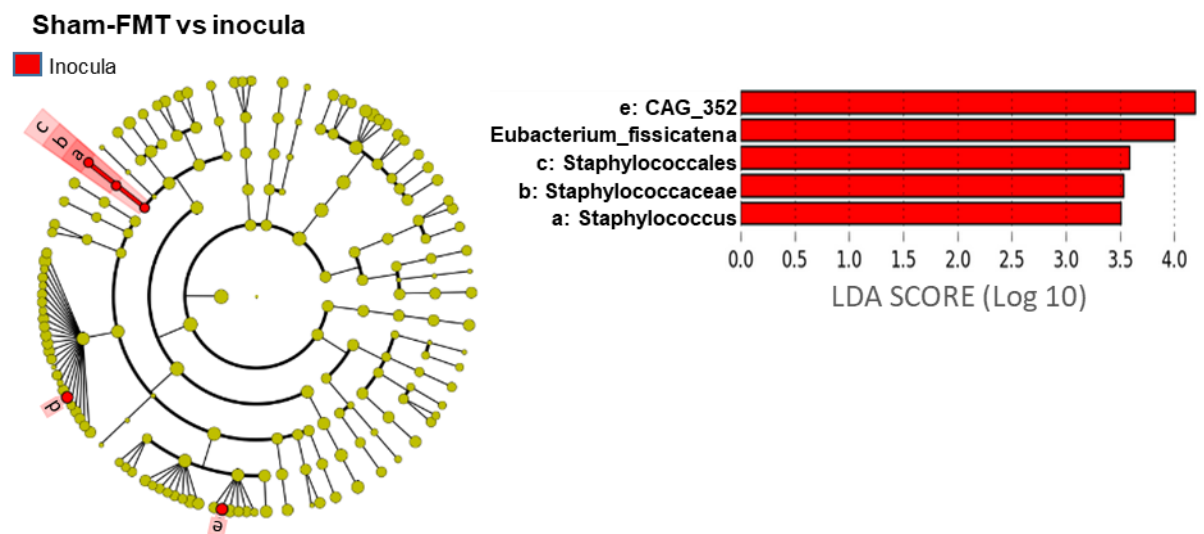 Sham-FMT vs inocula
Inocula
c
b
a
d
e
e: CAG_352
Eubacterium_fissicatena
c: Staphylococcales
b: Staphylococcaceae
a: Staphylococcus
0.0 0.5 1.0 1.5 2.0 2.5 3.0 3.5 4.0
LDA SCORE (Log 10)